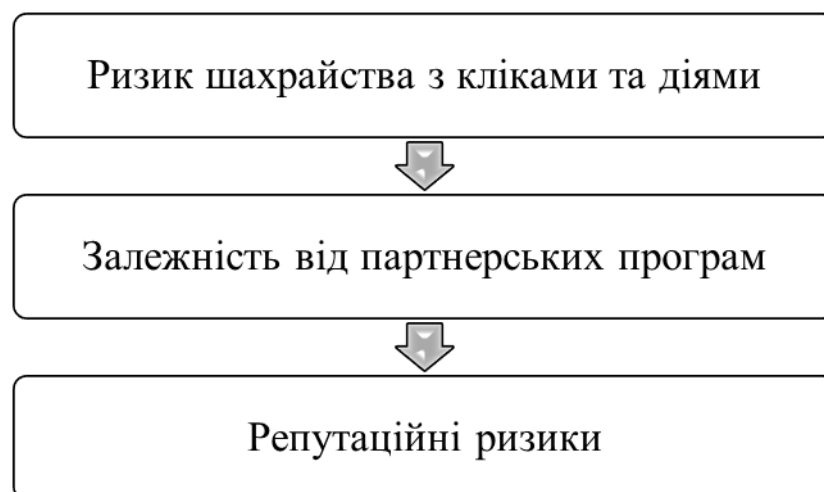 Ризик шахрайства з кліками та діями
Залежність від партнерських програм
Репутаційні ризики